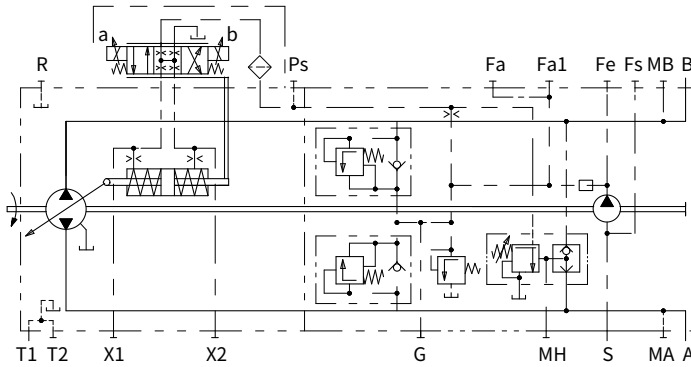 a b
R Ps Fa Fa1 Fe Fs MB B
T1 T2 X1 X2 G MH S MA A